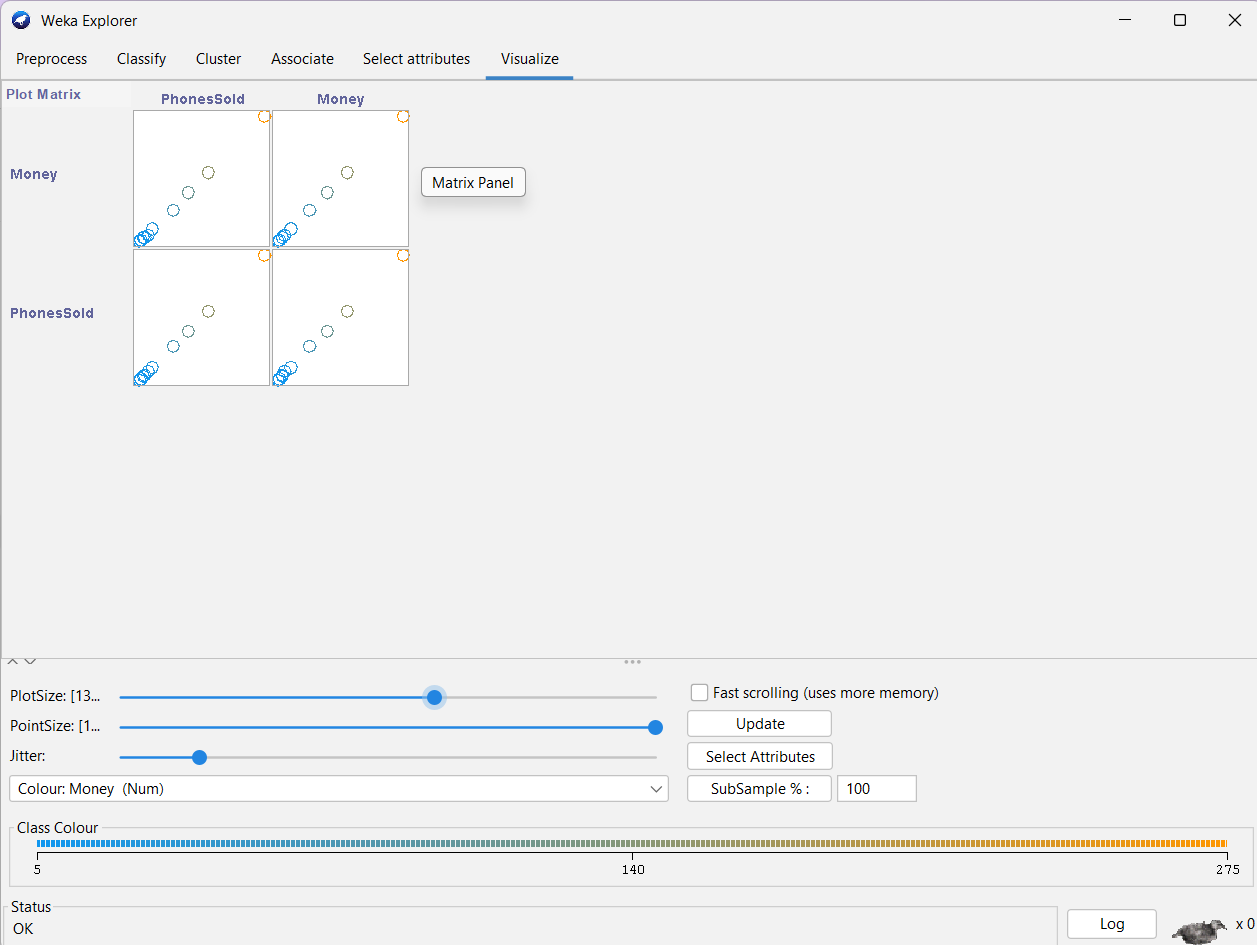 Weka Explorer
Preprocess Classify Cluster Associate Select attributes Visualize
Plot Matrix
PhonesSold Money
Money
Matrix Panel
PhonesSold
PlotSize: [13...
Fast scrolling (uses more memory)
PointSize: [1...
Update
Jitter:
Select Attributes
Colour: Money (Num)
SubSample % : 100
Class Colour
5 140 275
Status
OK
Log
x 0